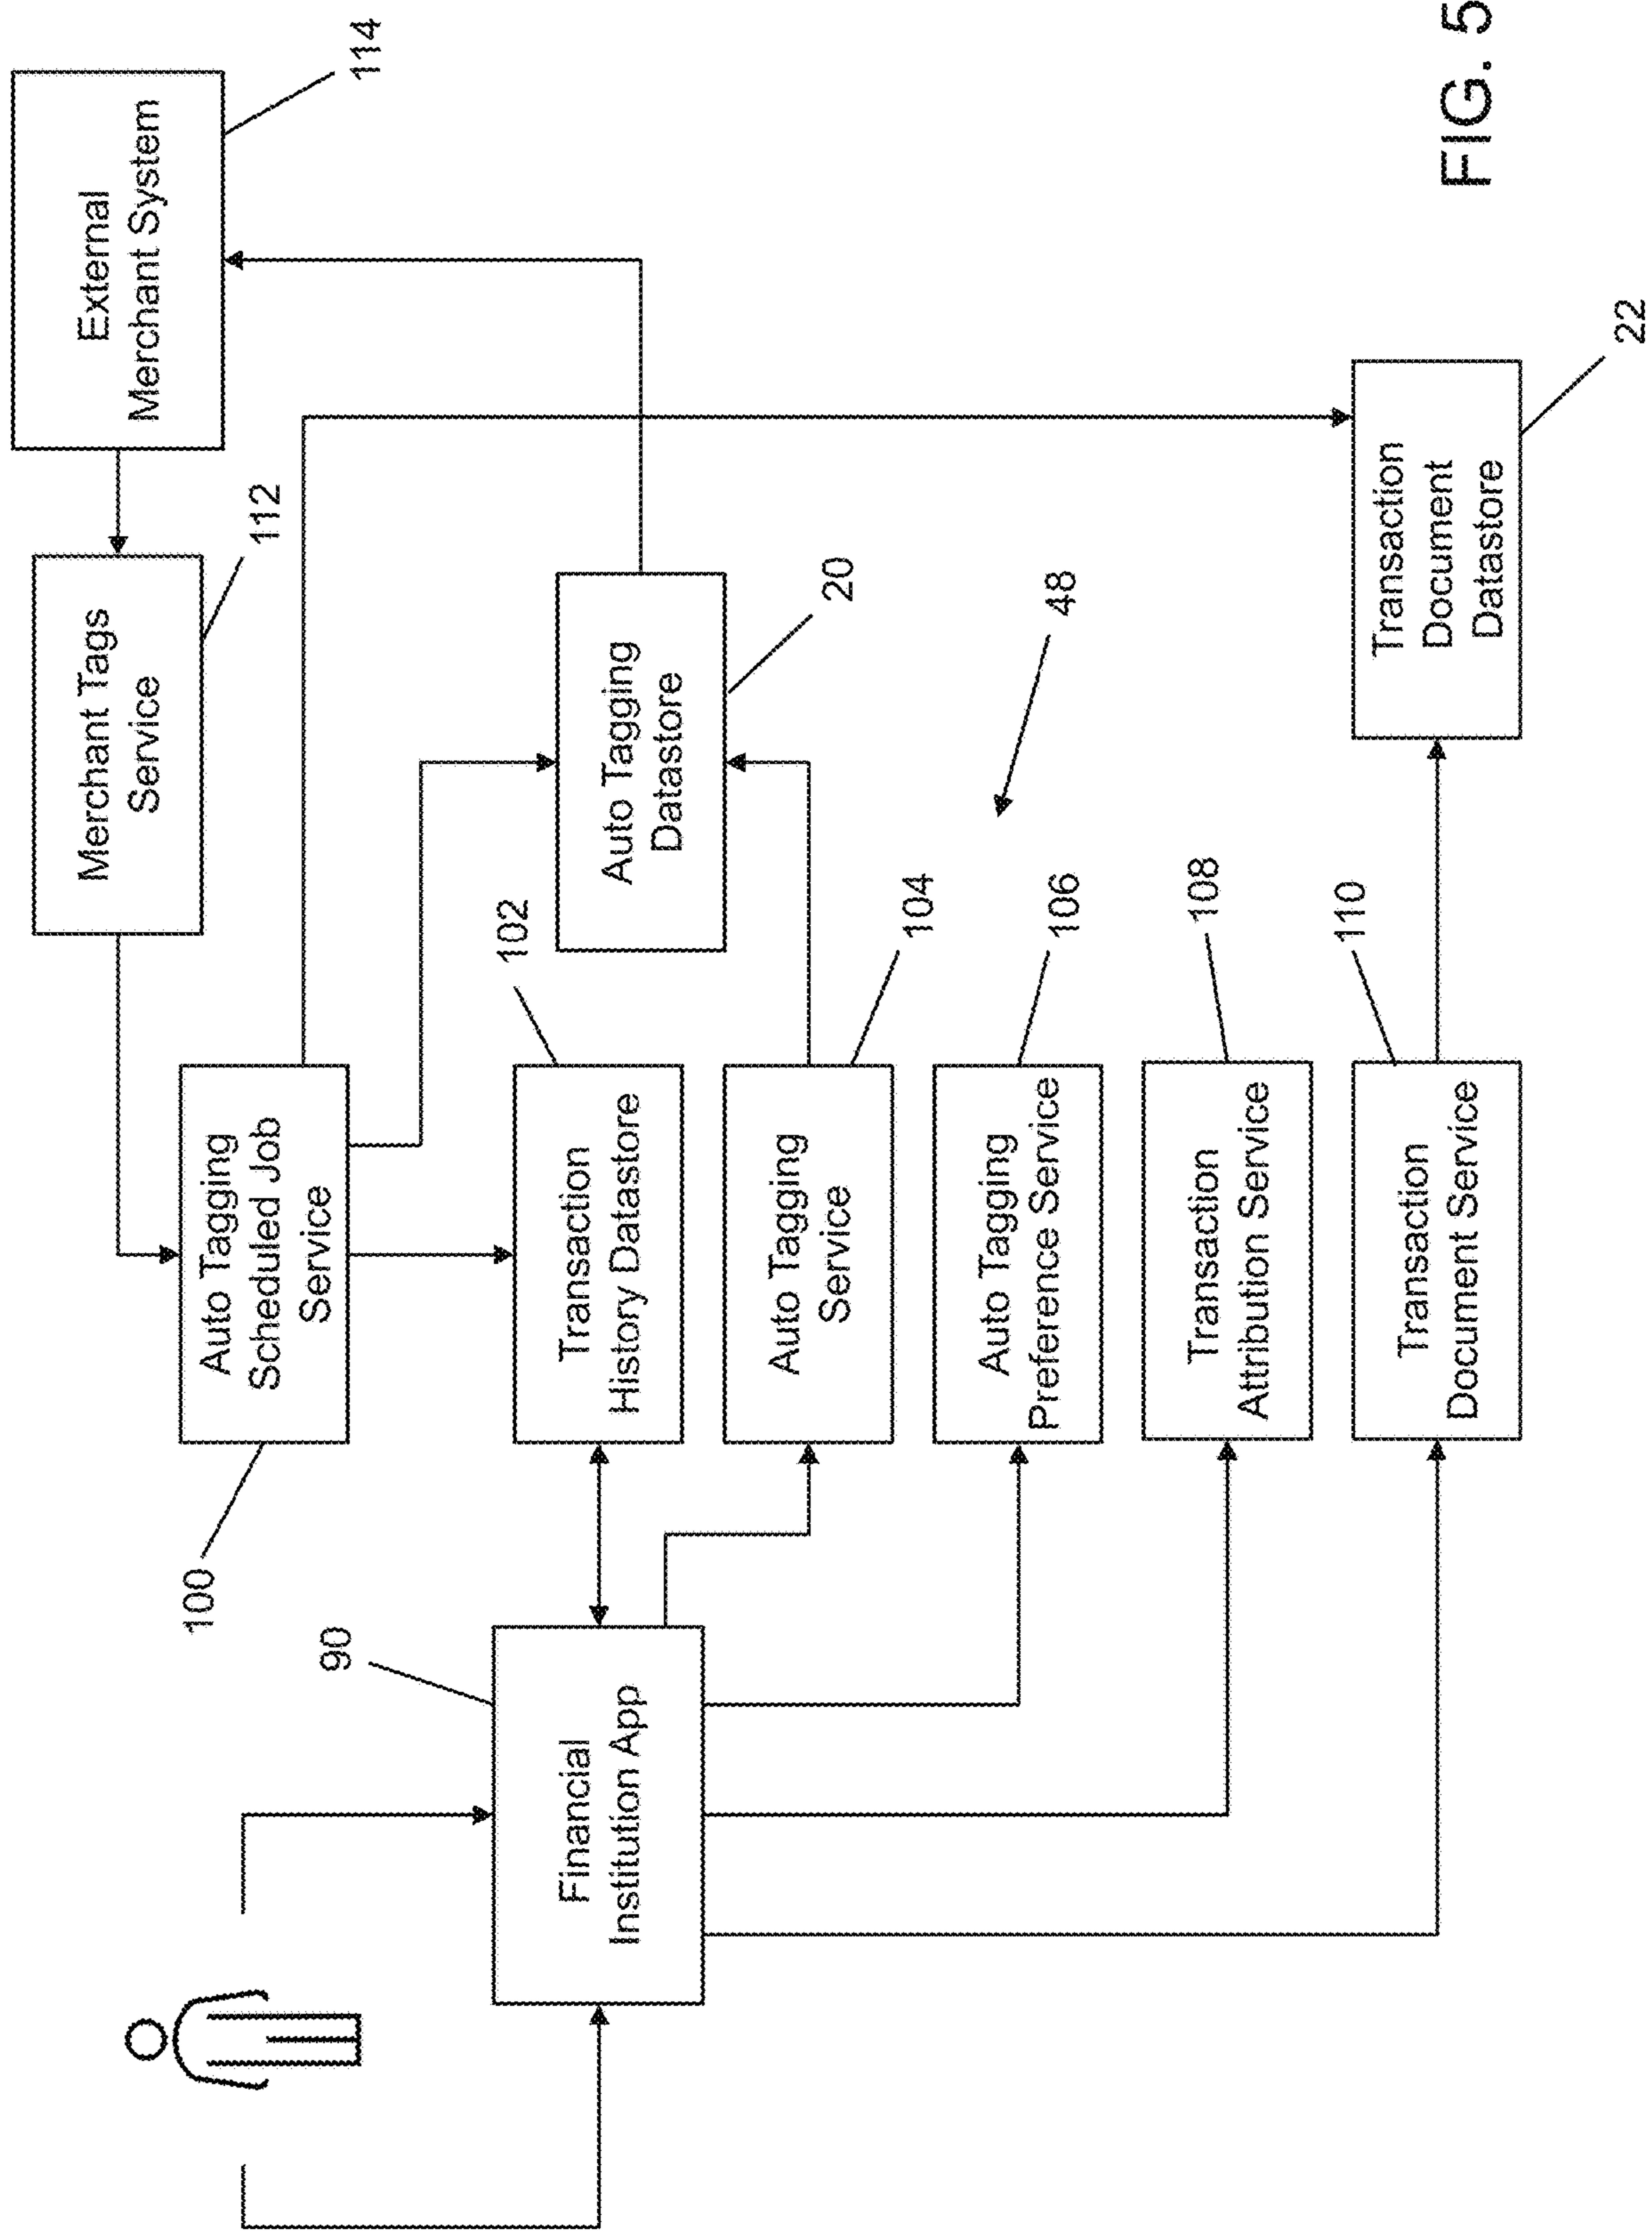 External
Merchant System
114
Merchant Tags
Service
112
Auto Tagging
Scheduled Job
Service
100
Transaction
History Datastore
102
Auto Tagging
Datastore
20
Financial
Institution App
90
Auto Tagging
Service
104
48
Auto Tagging
Preference Service
106
Transaction
Attribution Service
108
Transaction
Document Service
110
Transaction
Document
Datastore
22
FIG. 5